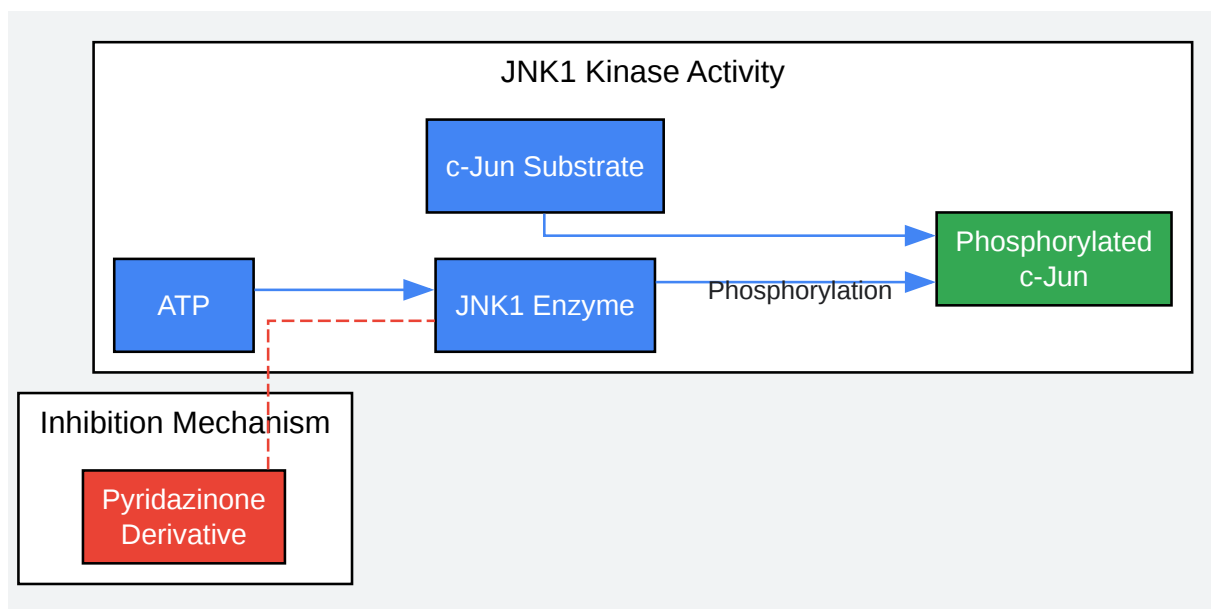 JNK1 Kinase Activity
c-Jun Substrate
Phosphorylated
c-Jun
ATP
JNK1 Enzyme
Phosphorylation
Inhibition Mechanism
Pyridazinone
Derivative